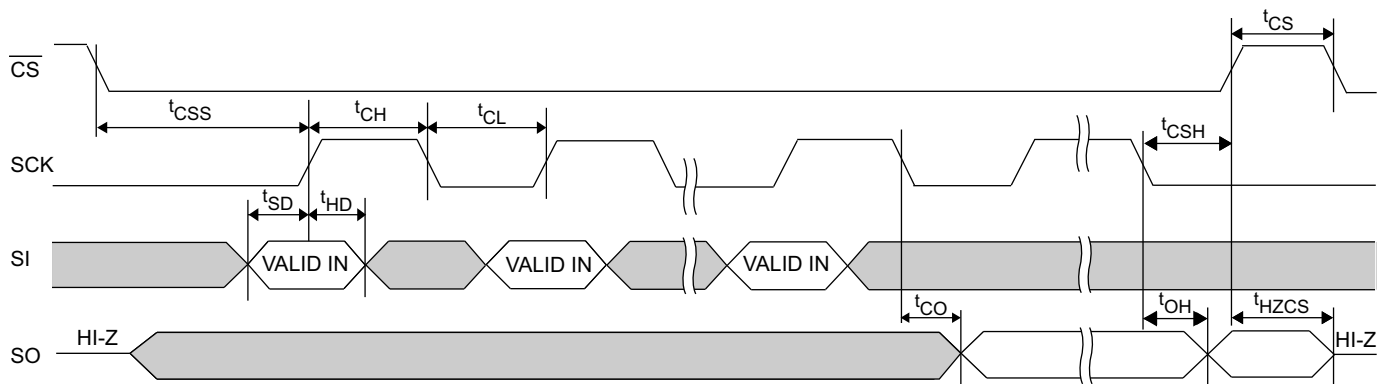 tCS
CS
tCSS
tCH
tCL
tCSH
SCK
tSD
tHD
SI
VALID IN
VALID IN
VALID IN
tCO
tOH
tHZCS
SO
HI-Z
HI-Z